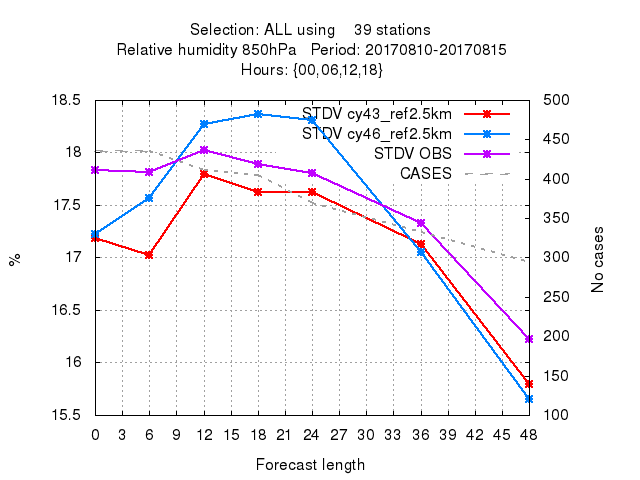 Selection: ALL using    39 stations
Relative humidity 850hPa   Period: 20170810-20170815
Hours: {00,06,12,18}
STDV cy43_ref2.5km
STDV cy46_ref2.5km
STDV OBS
CASES
18.5
18
17.5
17
16.5
16
15.5
%
500
450
400
350
300
250
200
150
100
No cases
0 3 6 9 12 15 18 21 24 27 30 33 36 39 42 45 48
Forecast length